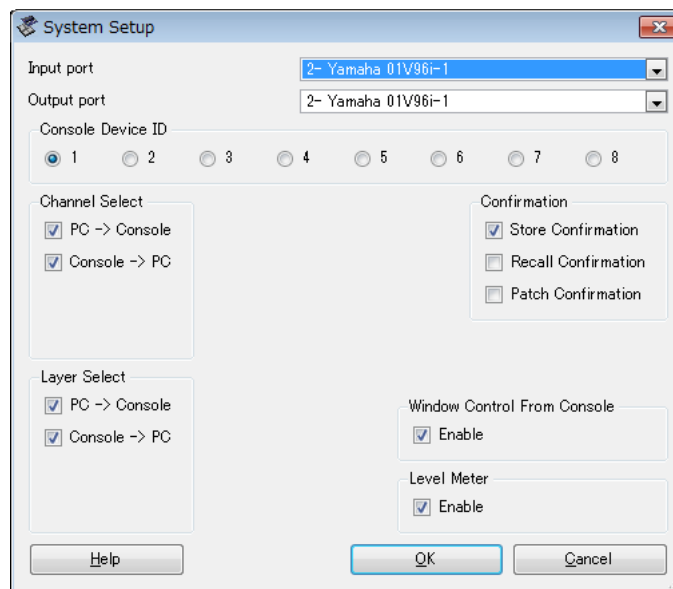 System Setup
Input port
2- Yamaha 01V96i-1
Output port
2- Yamaha 01V96i-1
Console Device ID
1 2 3 4 5 6 7 8
Channel Select
PC -> Console
Console -> PC
Confirmation
Store Confirmation
Recall Confirmation
Patch Confirmation
Layer Select
PC -> Console
Console -> PC
Window Control From Console
Enable
Level Meter
Enable
Help
OK
Cancel